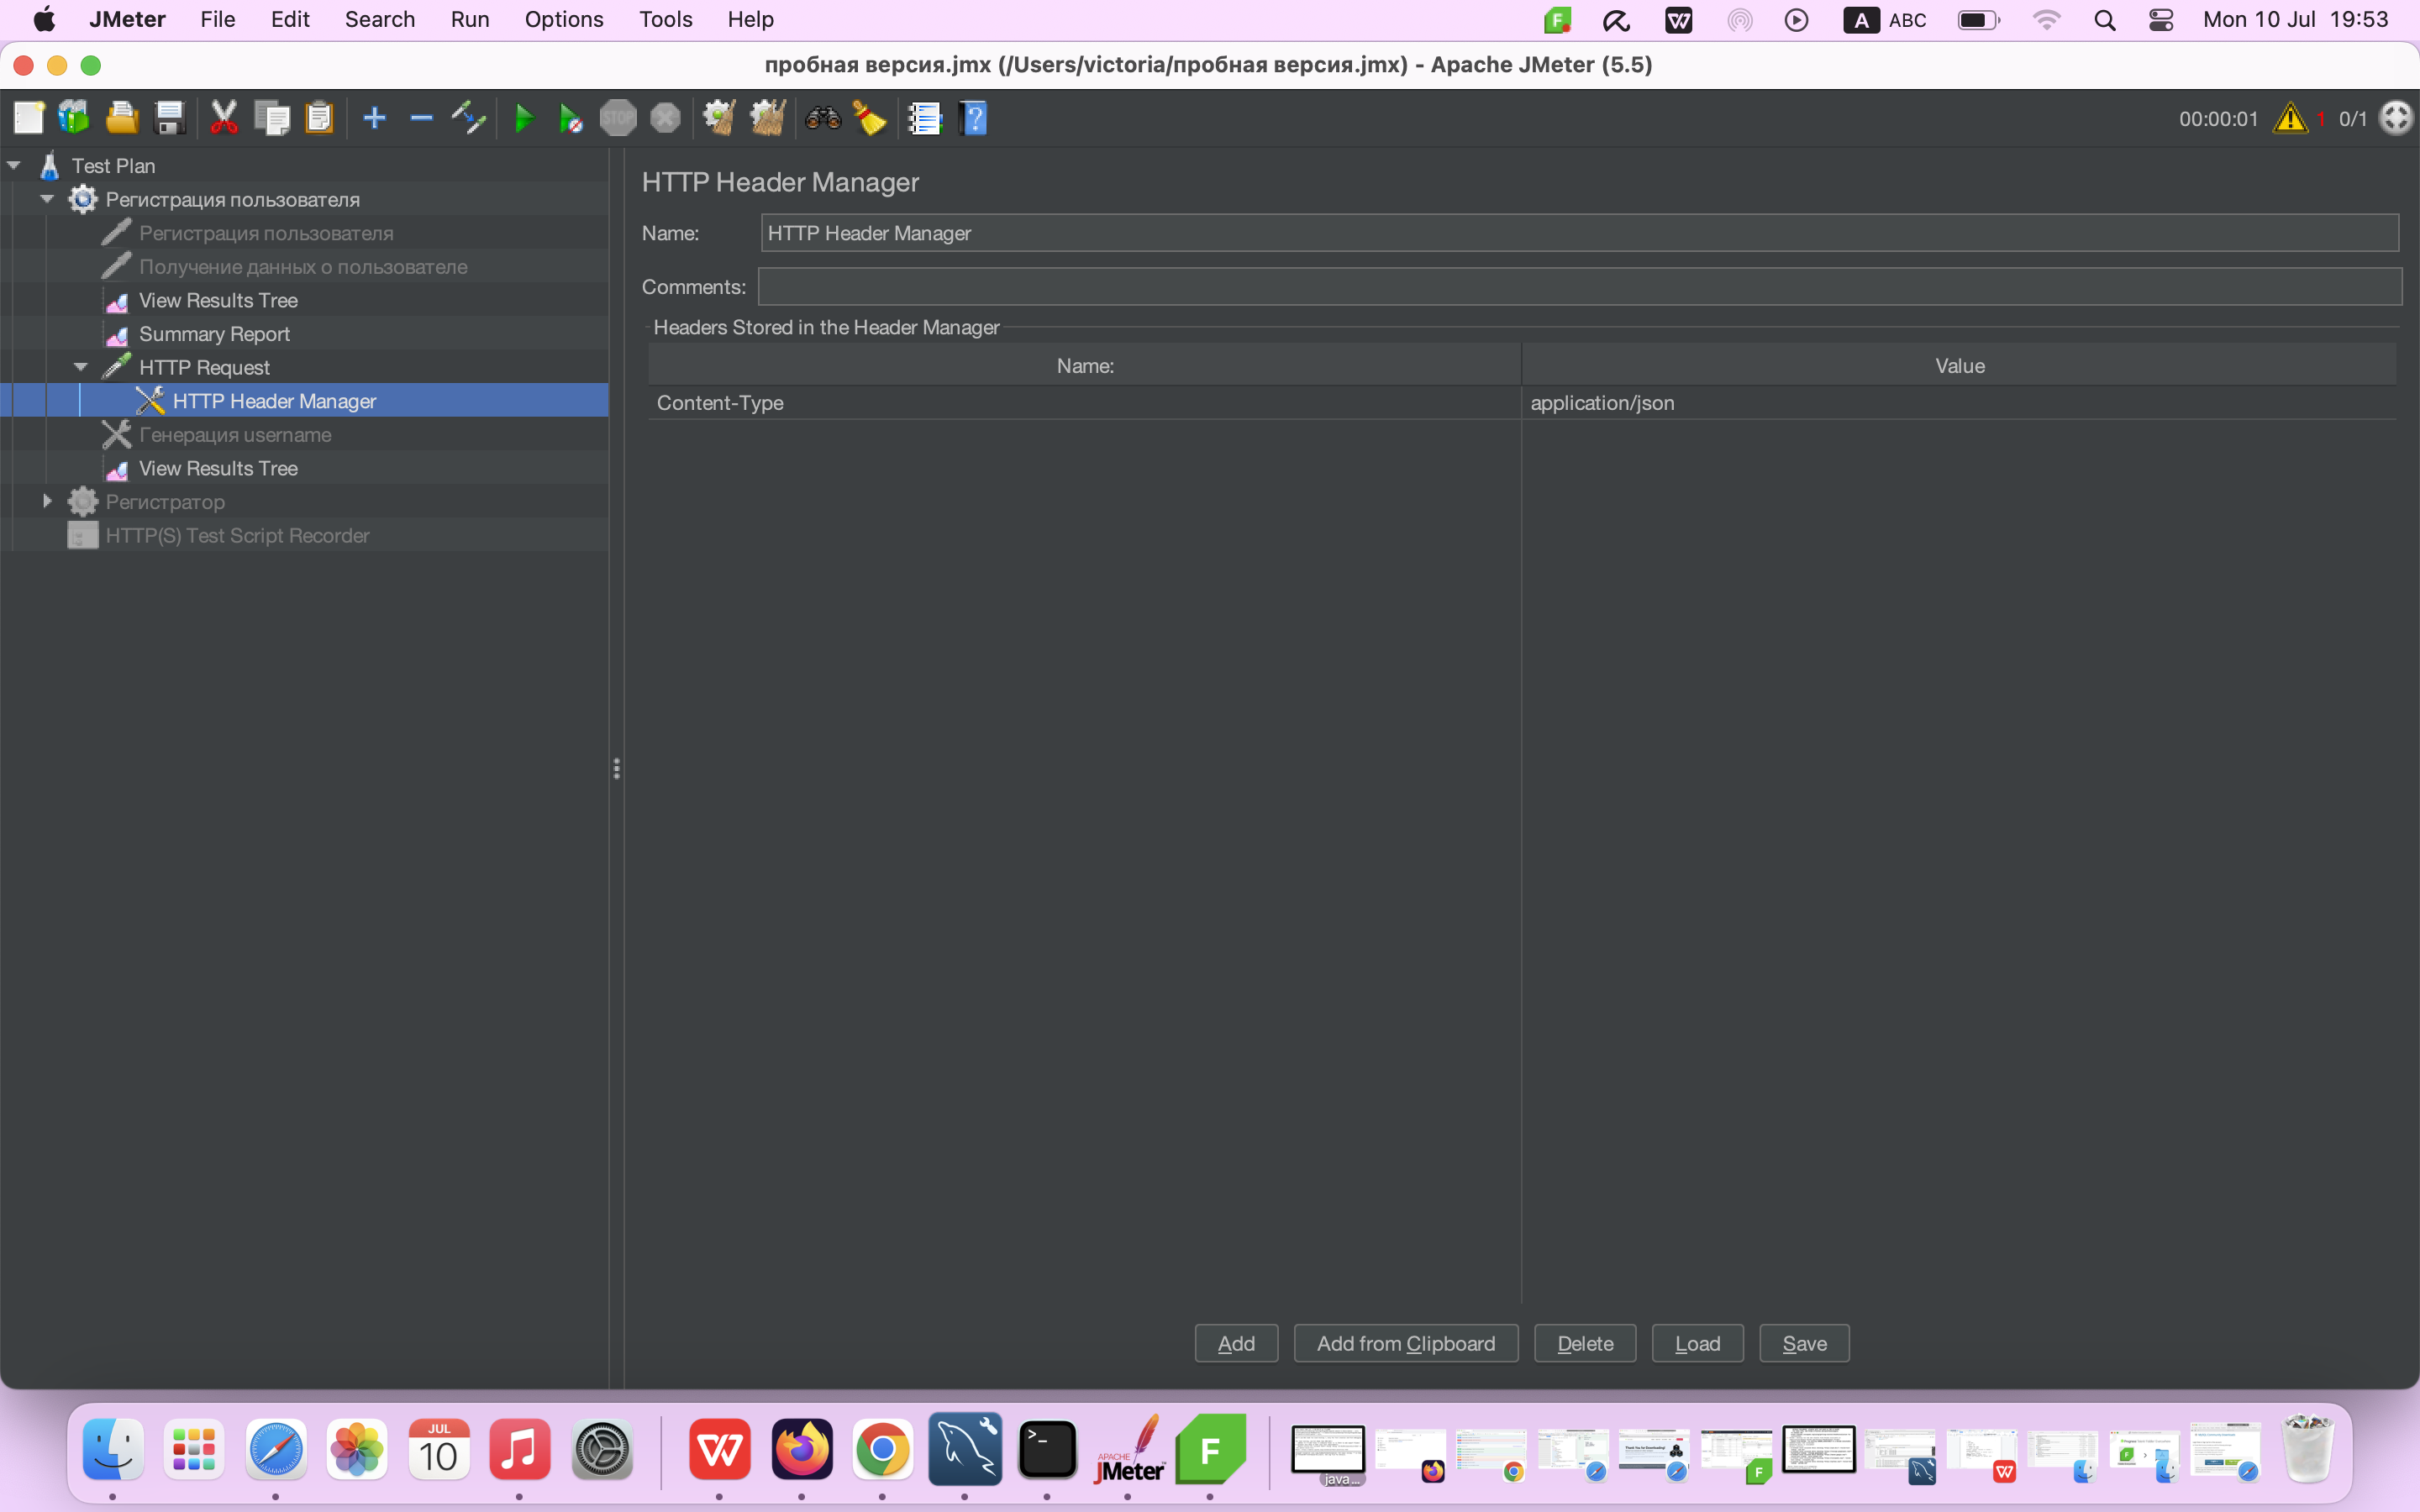 JMeter File Edit Search Run Options Tools Help A ABC Mon 10 Jul 19:53
пробная версия.jmx (/Users/victoria/пробная версия.jmx) - Apache JMeter (5.5)
STOP 00:00:01 1 0/1
Test Plan
Регистрация пользователя
Регистрация пользователя
Получение данных о пользователе
View Results Tree
Summary Report
HTTP Request
HTTP Header Manager
Генерация username
View Results Tree
Регистратор
HTTP(S) Test Script Recorder
HTTP Header Manager
Name: HTTP Header Manager
Comments:
Headers Stored in the Header Manager
Name: Value
Content-Type application/json
Add Add from Clipboard Delete Load Save
JUL
10
APACHE
JMeter
F
java...